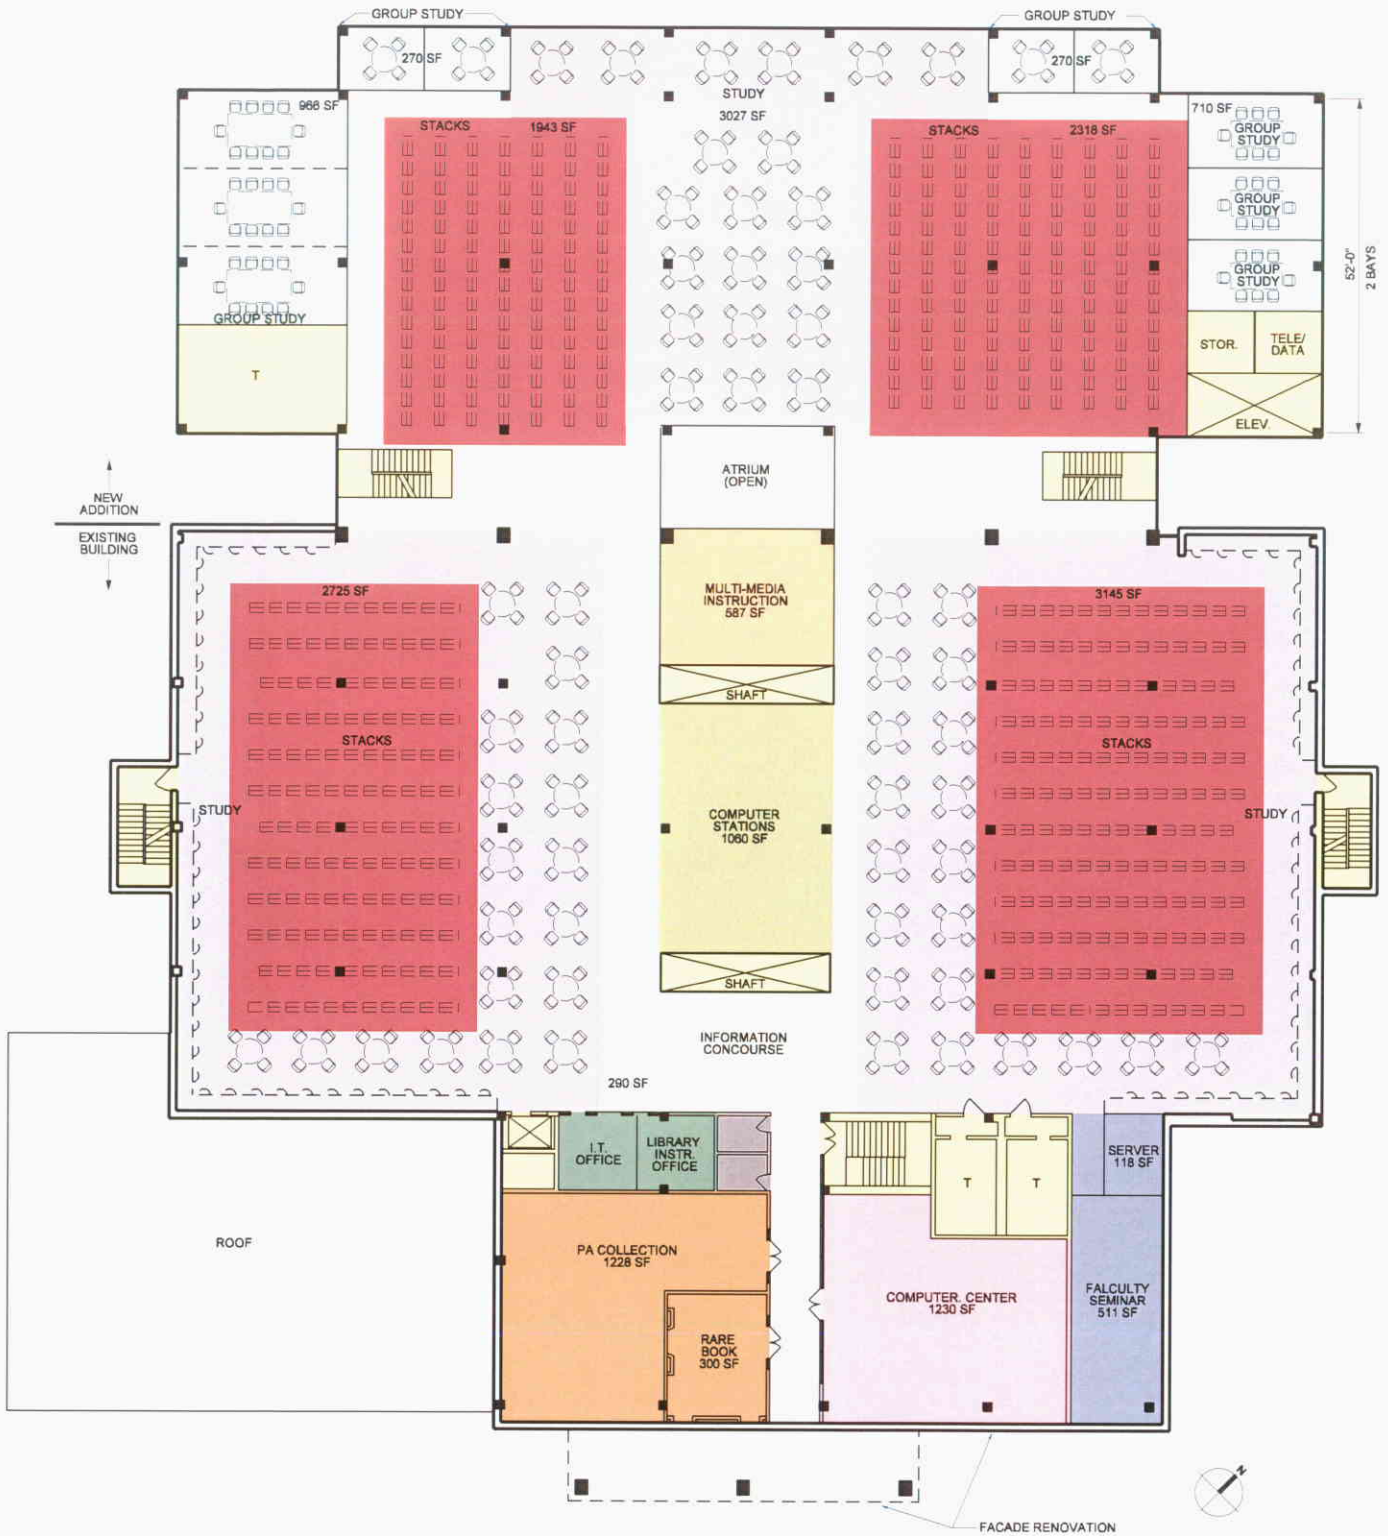 GROUP STUDY
GROUP STUDY
270 SF
270 SF
STUDY
3027 SF
966 SF
STACKS
1943 SF
STACKS
2318 SF
710 SF
GROUP
STUDY
GROUP
STUDY
GROUP
STUDY
52'-0"
2 BAYS
GROUP STUDY
T
STOR.
TELE/
DATA
ELEV.
ATRIUM
(OPEN)
NEW
ADDITION
EXISTING
BUILDING
2725 SF
MULTI-MEDIA
INSTRUCTION
587 SF
3145 SF
SHAFT
STACKS
STACKS
STUDY
COMPUTER
STATIONS
1060 SF
STUDY
SHAFT
INFORMATION
CONCOURSE
290 SF
I.T.
OFFICE
LIBRARY
INSTR.
OFFICE
SERVER
118 SF
T
T
ROOF
PA COLLECTION
1228 SF
COMPUTER. CENTER
1230 SF
FALCULTY
SEMINAR
511 SF
RARE
BOOK
300 SF
N
FACADE RENOVATION